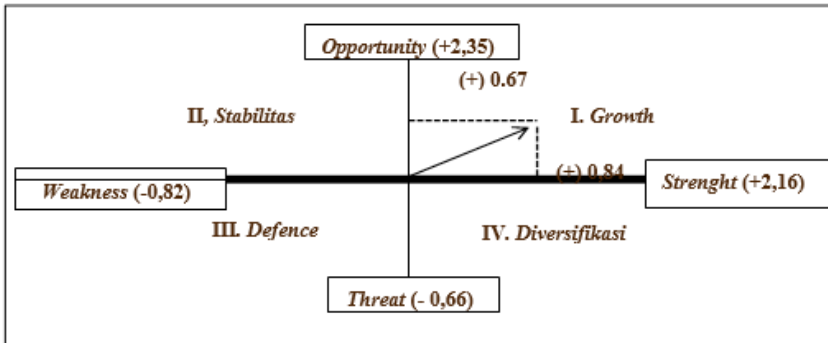 Opportunity (+2,35)
(+) 0.67
II, Stabilitas
I. Growth
(+) 0,84
Weakness (-0,82)
Strenght (+2,16)
III. Defence
IV. Diversifikasi
Threat (- 0,66)